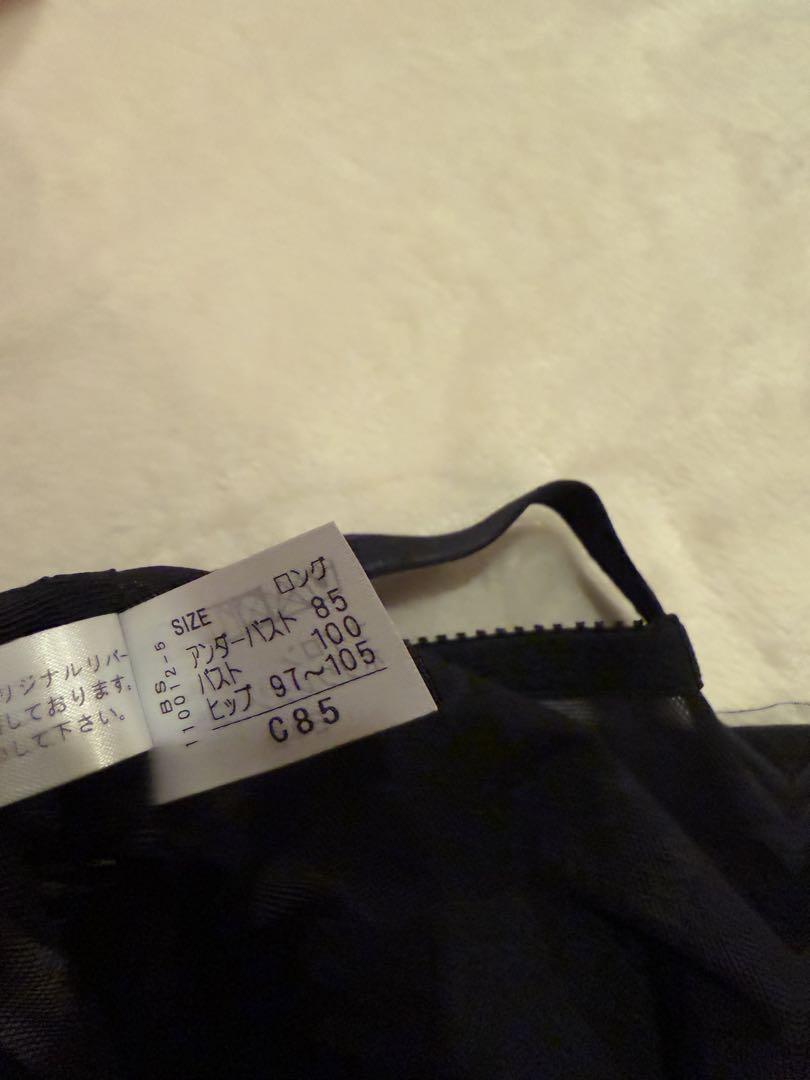 リジナルリバー
しております。
して下さい。
SIZE ロング
アンダーバスト 85
バスト 100
ヒップ 97〜105
C85
BS
110012-5